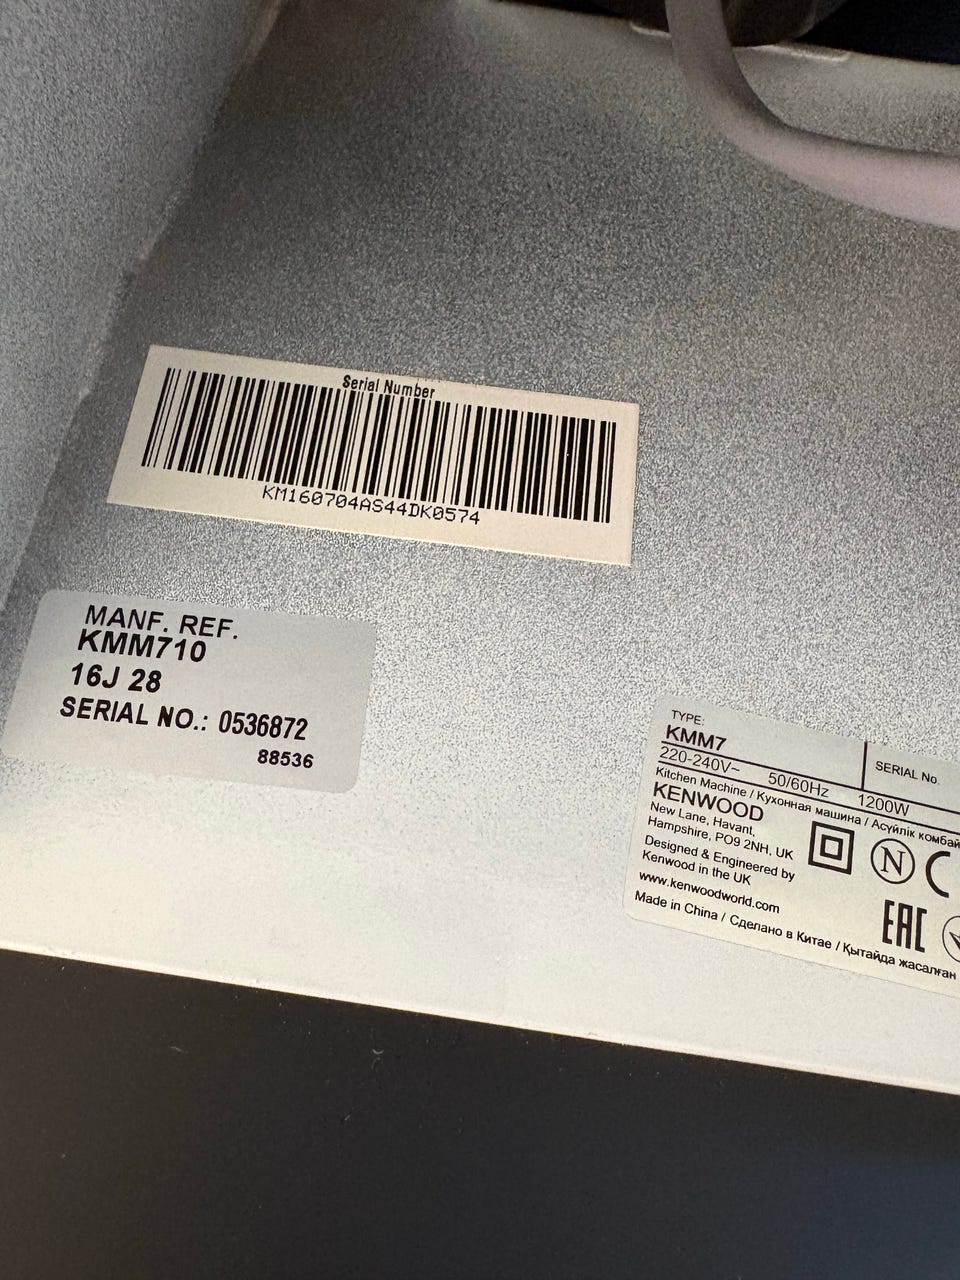 Serial Number
KM160704AS44DK0574
MANF. REF.
KMM710
16J 28
SERIAL NO.: 0536872
88536
TYPE:
KMM7
SERIAL No.
220-240V~ 50/60Hz 1200W
Kitchen Machine / Кухонная машина / Асүйлік комбай
KENWOOD
New Lane, Havant,
Hampshire, PO9 2NH, UK
Designed & Engineered by
Kenwood in the UK
www.kenwoodworld.com
Made in China / Сделано в Китае / Қытайда жасалған
N
EAC